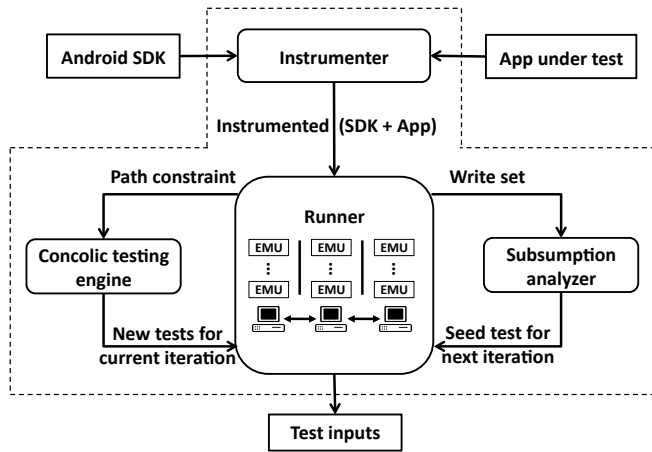 Android SDK
Instrumenter
App under test
Instrumented (SDK + App)
Path constraint
Write set
Runner
EMU EMU EMU
EMU EMU EMU
Concolic testing
engine
Subsumption
analyzer
New tests for
current iteration
Seed test for
next iteration
Test inputs